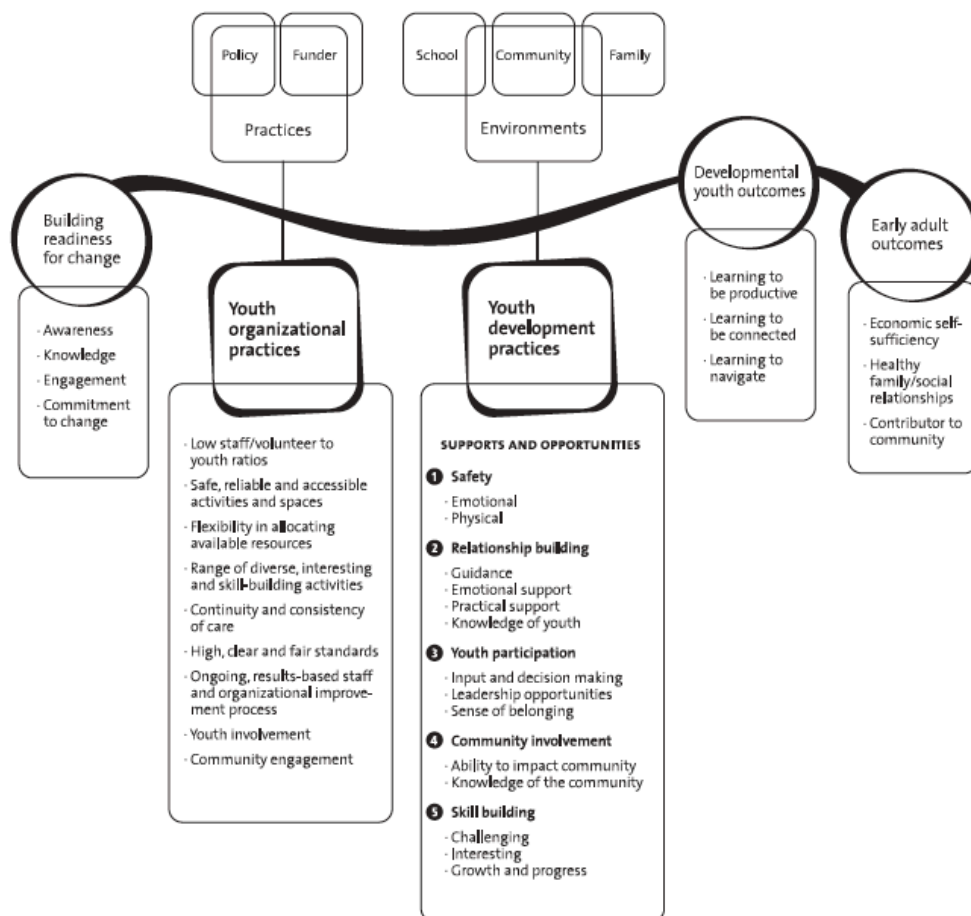 Policy
Funder
Practices
School
Community
Family
Environments
Building
readiness
for change
· Awareness
· Knowledge
· Engagement
· Commitment
to change
Youth
organizational
practices
· Low staff/volunteer to
youth ratios
· Safe, reliable and accessible
activities and spaces
· Flexibility in allocating
available resources
· Range of diverse, interesting
and skill-building activities
· Continuity and consistency
of care
· High, clear and fair standards
· Ongoing, results-based staff
and organizational improve-
ment process
· Youth involvement
· Community engagement
Youth
development
practices
SUPPORTS AND OPPORTUNITIES
1 Safety
· Emotional
· Physical
2 Relationship building
· Guidance
· Emotional support
· Practical support
· Knowledge of youth
3 Youth participation
· Input and decision making
· Leadership opportunities
· Sense of belonging
4 Community involvement
· Ability to impact community
· Knowledge of the community
5 Skill building
· Challenging
· Interesting
· Growth and progress
Developmental
youth outcomes
· Learning to
be productive
· Learning to
be connected
· Learning to
navigate
Early adult
outcomes
· Economic self-
sufficiency
· Healthy
family/social
relationships
· Contributor to
community